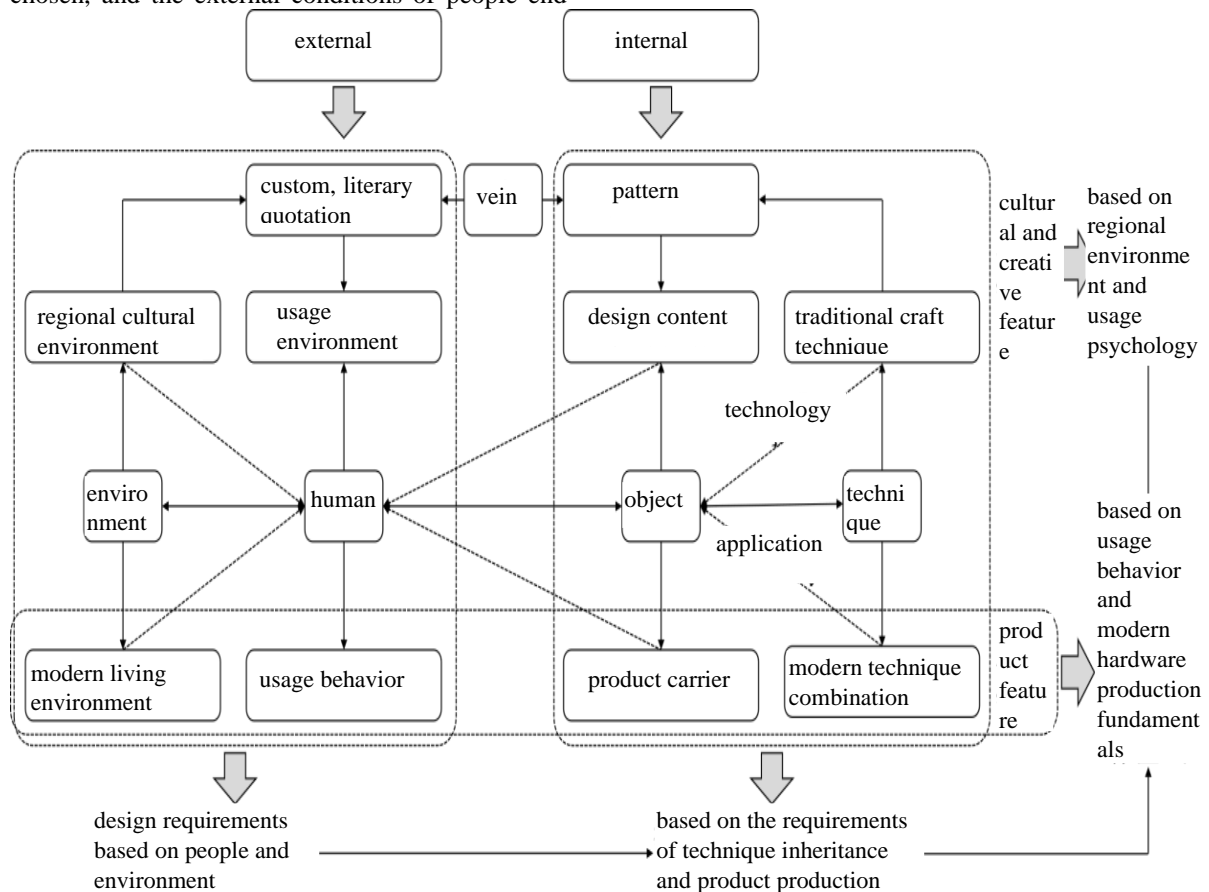 chosen, and the external conditions of people end
external
internal
custom, literary
quotation
vein
pattern
cultur
al and
creati
ve
featur
e
based on
regional
environme
nt and
usage
psychology
regional cultural
environment
usage
environment
design content
traditional craft
technique
technology
enviro
nment
human
object
techni
que
application
based on
usage
behavior
and
modern
hardware
production
fundament
als
modern living
environment
usage behavior
product carrier
modern technique
combination
prod
uct
featu
re
design requirements
based on people and
environment
based on the requirements
of technique inheritance
and product production